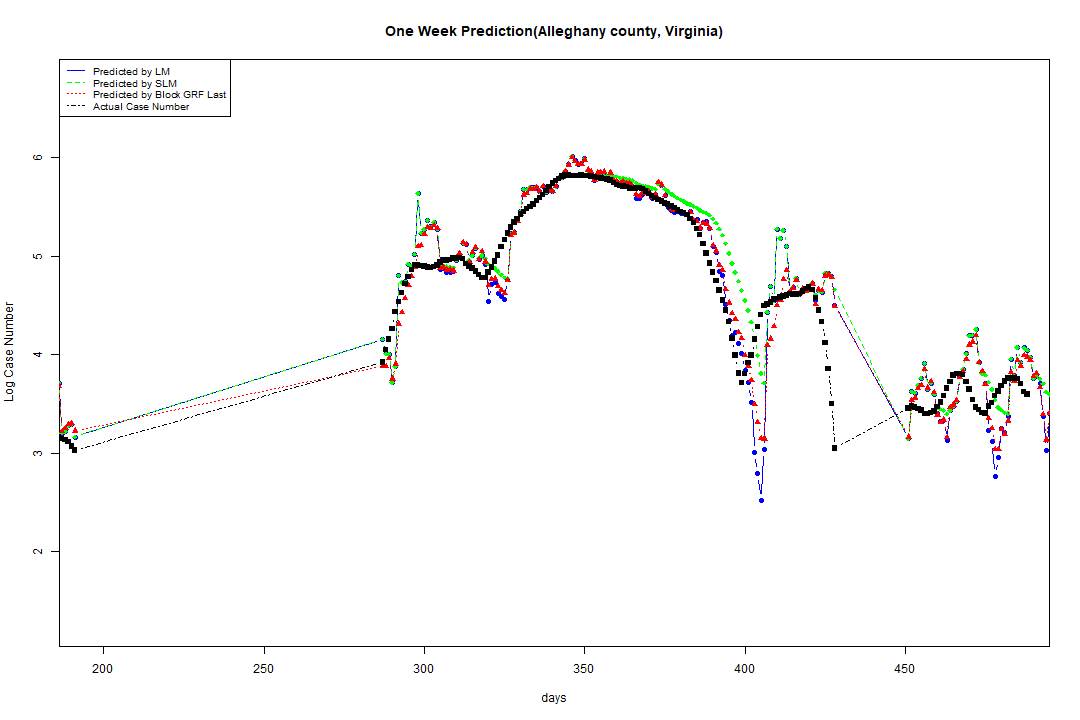 One Week Prediction(Alleghany county, Virginia)
Predicted by LM
Predicted by SLM
Predicted by Block GRF Last
Actual Case Number
6
5
4
3
2
Log Case Number
200 250 300 350 400 450
days